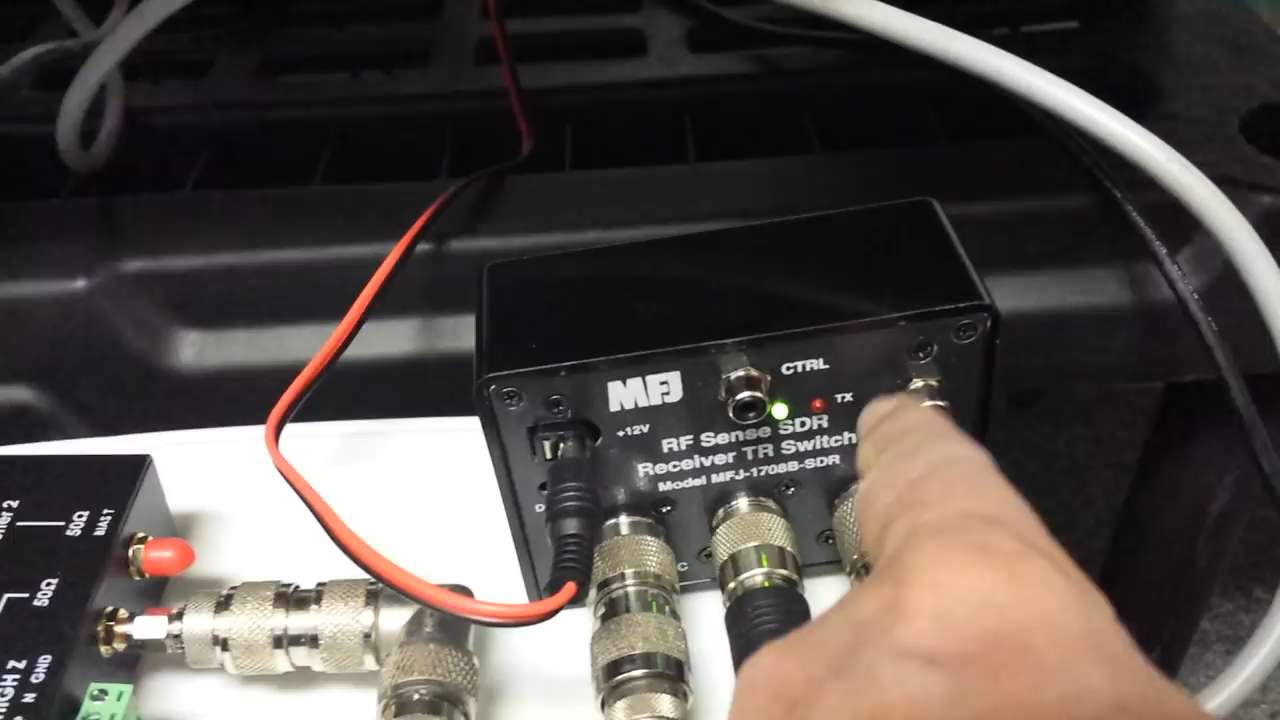 CTRL
MFJ
TX
+12V
RF Sense SDR
Receiver TR Switch
Model MFJ-1708B-SDR
D
C
2
50Ω
BIAS T
50Ω
HIGH Z
N GND